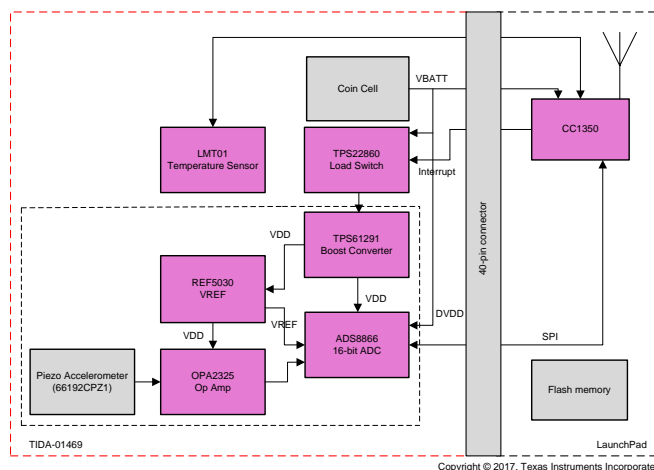 VBATT
Coin Cell
CC1350
LMT01
Temperature Sensor
TPS22860
Load Switch
Interrupt
40-pin connector
TPS61291
Boost Converter
VDD
REF5030
VREF
VDD
DVDD
VREF
ADS8866
16-bit ADC
VDD
SPI
Piezo Accelerometer
(66192CPZ1)
OPA2325
Op Amp
Flash memory
TIDA-01469
LaunchPad
Copyright © 2017, Texas Instruments Incorporate